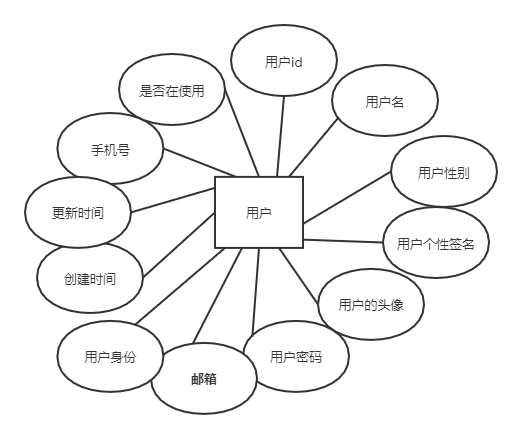 用户id
是否在使用
用户名
手机号
用户性别
更新时间
用户
用户个性签名
创建时间
用户的头像
用户身份
用户密码
邮箱